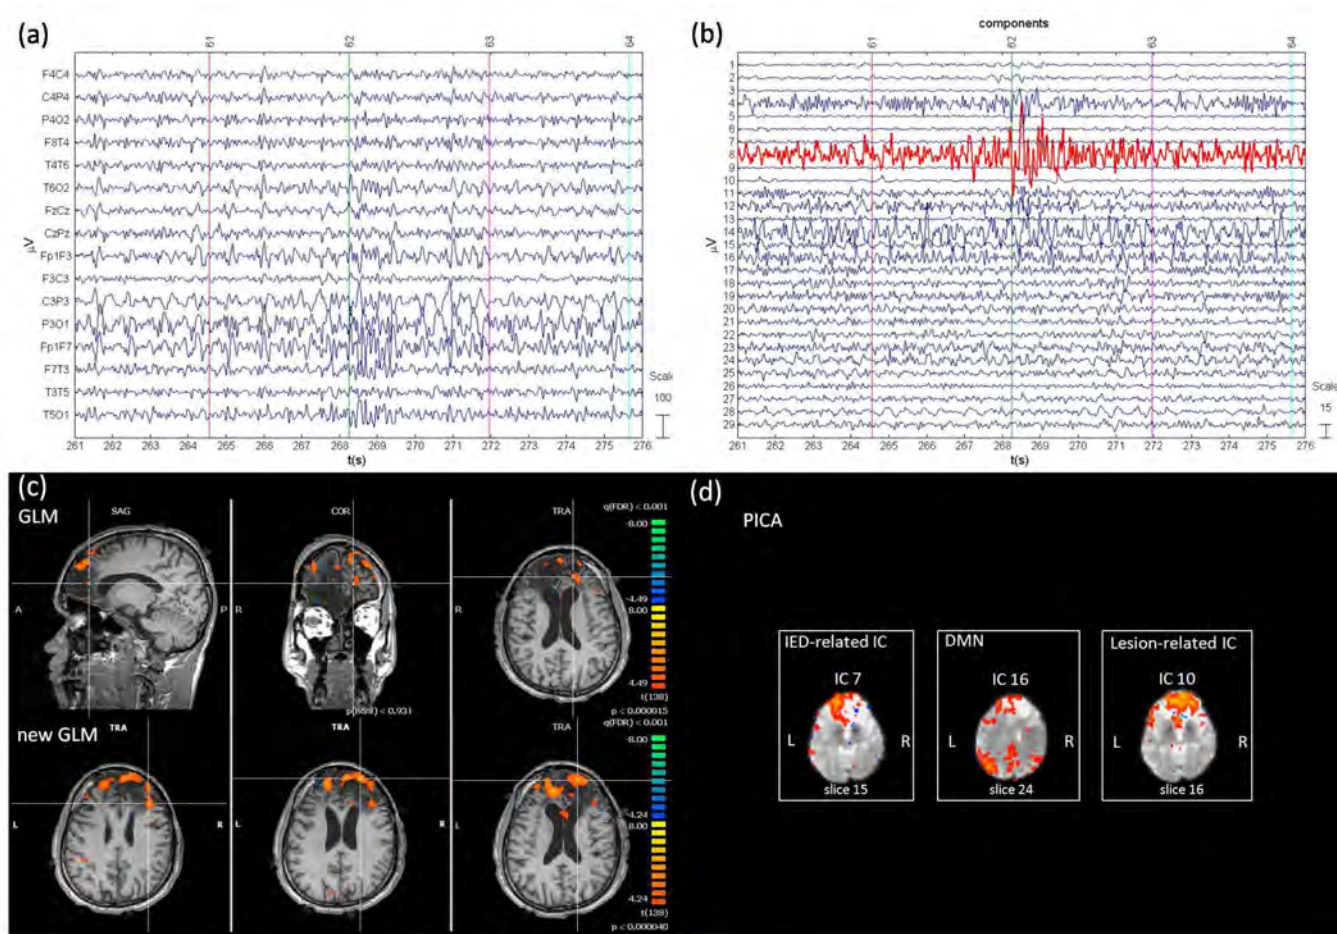 (a)
61 62 63 64
F4C4
C4P4
P4O2
F8T4
T4T6
T6O2
FzCz
CzPz
Fp1F3
F3C3
C3P3
P3O1
Fp1F7
F7T3
T3T5
T5O1
μV
Scale
100
261 262 263 264 265 266 267 268 269 270 271 272 273 274 275 276
t(s)
(b)
components
61 62 63 64
1
2
3
4
5
6
7
8
9
10
11
12
13
14
15
16
17
18
19
20
21
22
23
24
25
26
27
28
29
μV
Scale
15
261 262 263 264 265 266 267 268 269 270 271 272 273 274 275 276
t(s)
(c)
GLM
SAG
A
P
COR
R
TRA
R
q(FDR) < 0.001
-8.00
-4.49
8.00
4.49
t(138)
p < 0.000015
new GLM
TRA
L
R
TRA
L
R
TRA
L
q(FDR) < 0.001
-8.00
-4.24
8.00
4.24
t(138)
p < 0.000040
(d)
PICA
IED-related IC
IC 7
L
slice 15
R
DMN
IC 16
L
slice 24
R
Lesion-related IC
IC 10
L
slice 16
R